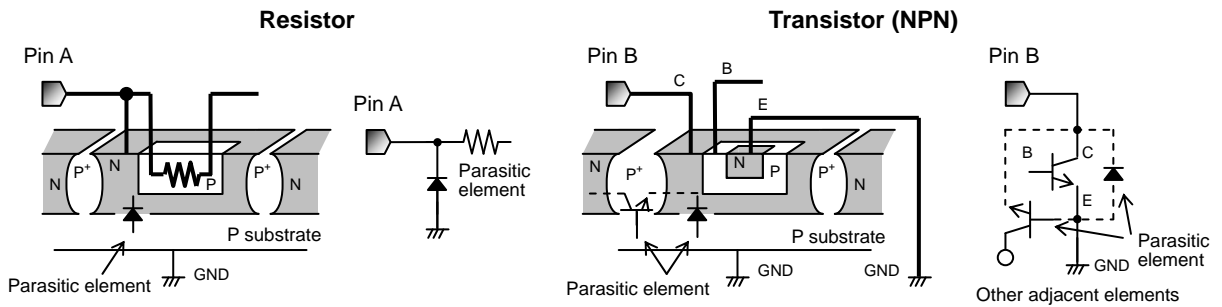 Resistor
Transistor (NPN)
Pin A
Pin A
N
P+
N
P
P+
N
Parasitic
element
P substrate
GND
Parasitic element
Pin B
C
B
E
N
P+
N
P
P+
N
P substrate
GND
GND
Parasitic element
Pin B
B
C
E
GND
Parasitic
element
Other adjacent elements